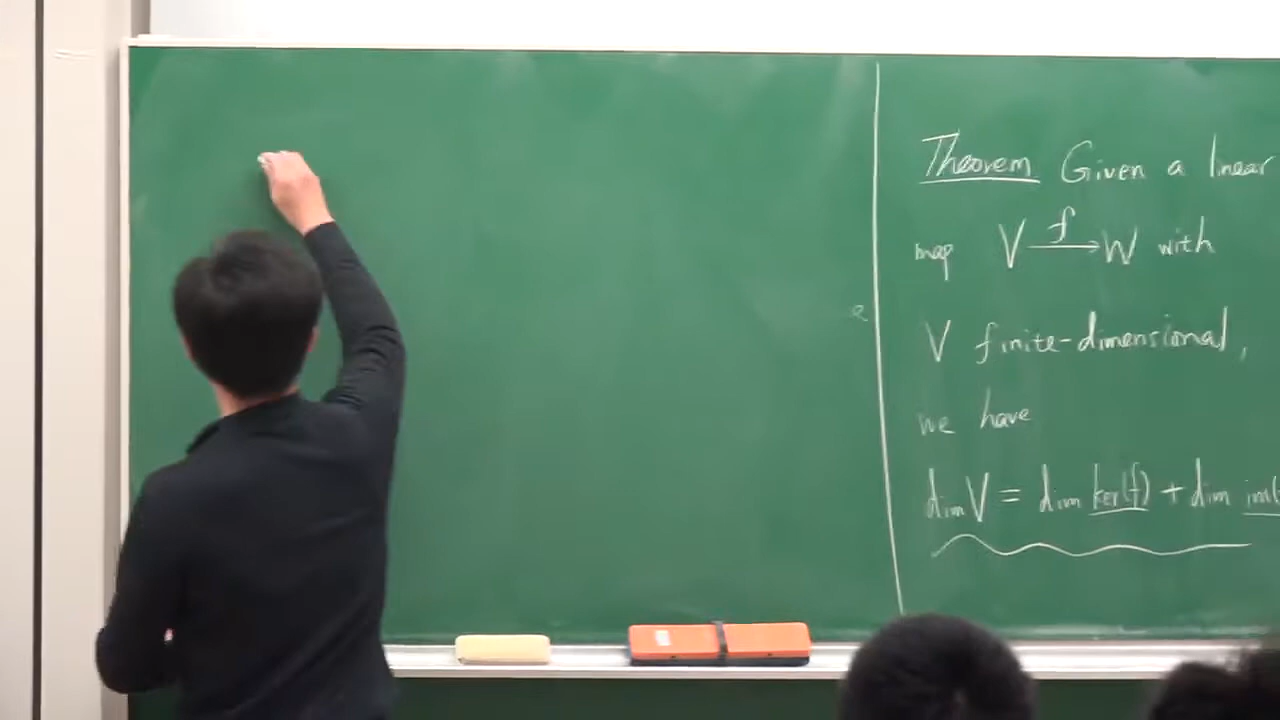 Theorem Given a linear
map V f→ W with
V finite-dimensional,
we have
dim V = dim ker(f) + dim im(